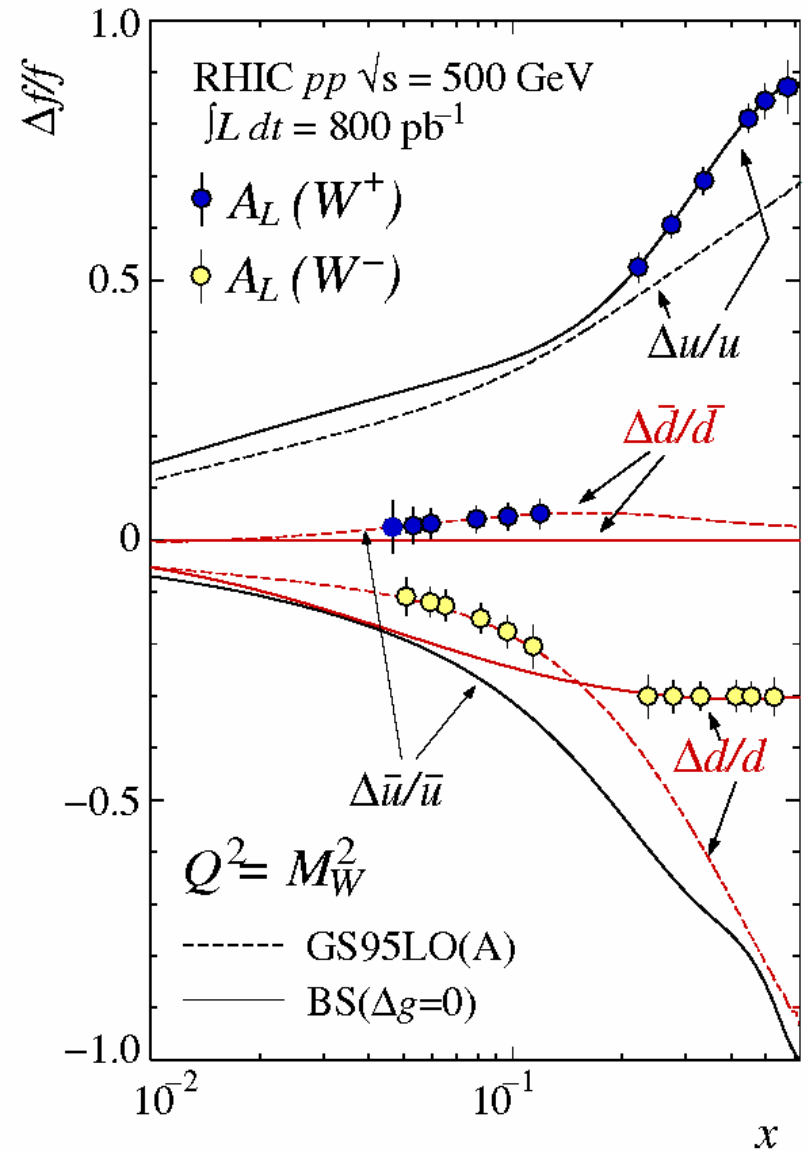 Δf/f
1.0
0.5
0
−0.5
−1.0
RHIC pp √s = 500 GeV
∫L dt = 800 pb⁻¹
A_L (W⁺)
A_L (W⁻)
Δu/u
Δd̄/d̄
Δd/d
Δū/ū
Q²= M_W²
GS95LO(A)
BS(Δg=0)
10⁻²
10⁻¹
x